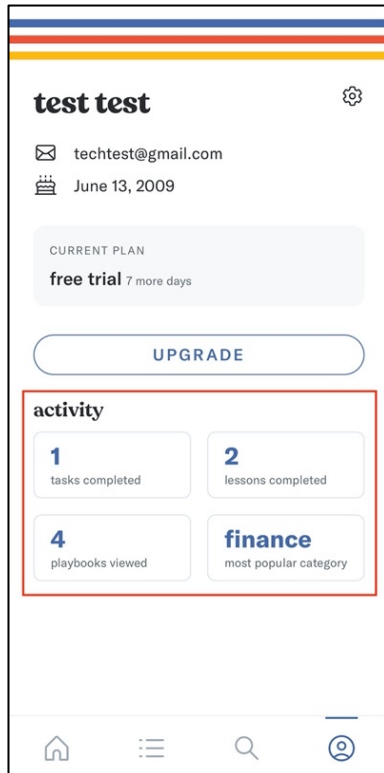 test test
techtest@gmail.com
June 13, 2009
CURRENT PLAN
free trial 7 more days
UPGRADE
activity
1
tasks completed
2
lessons completed
4
playbooks viewed
finance
most popular category